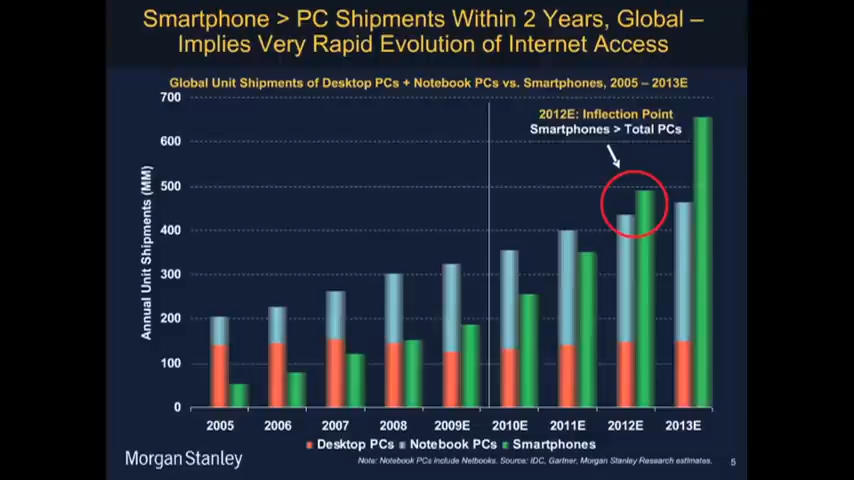 Smartphone > PC Shipments Within 2 Years, Global –
Implies Very Rapid Evolution of Internet Access
Global Unit Shipments of Desktop PCs + Notebook PCs vs. Smartphones, 2005 – 2013E
700
600
500
400
300
200
100
0
Annual Unit Shipments (MM)
2012E: Inflection Point
Smartphones > Total PCs
2005 2006 2007 2008 2009E 2010E 2011E 2012E 2013E
Desktop PCs Notebook PCs Smartphones
Morgan Stanley
Note: Notebook PCs include Netbooks. Source: IDC, Gartner, Morgan Stanley Research estimates.
5